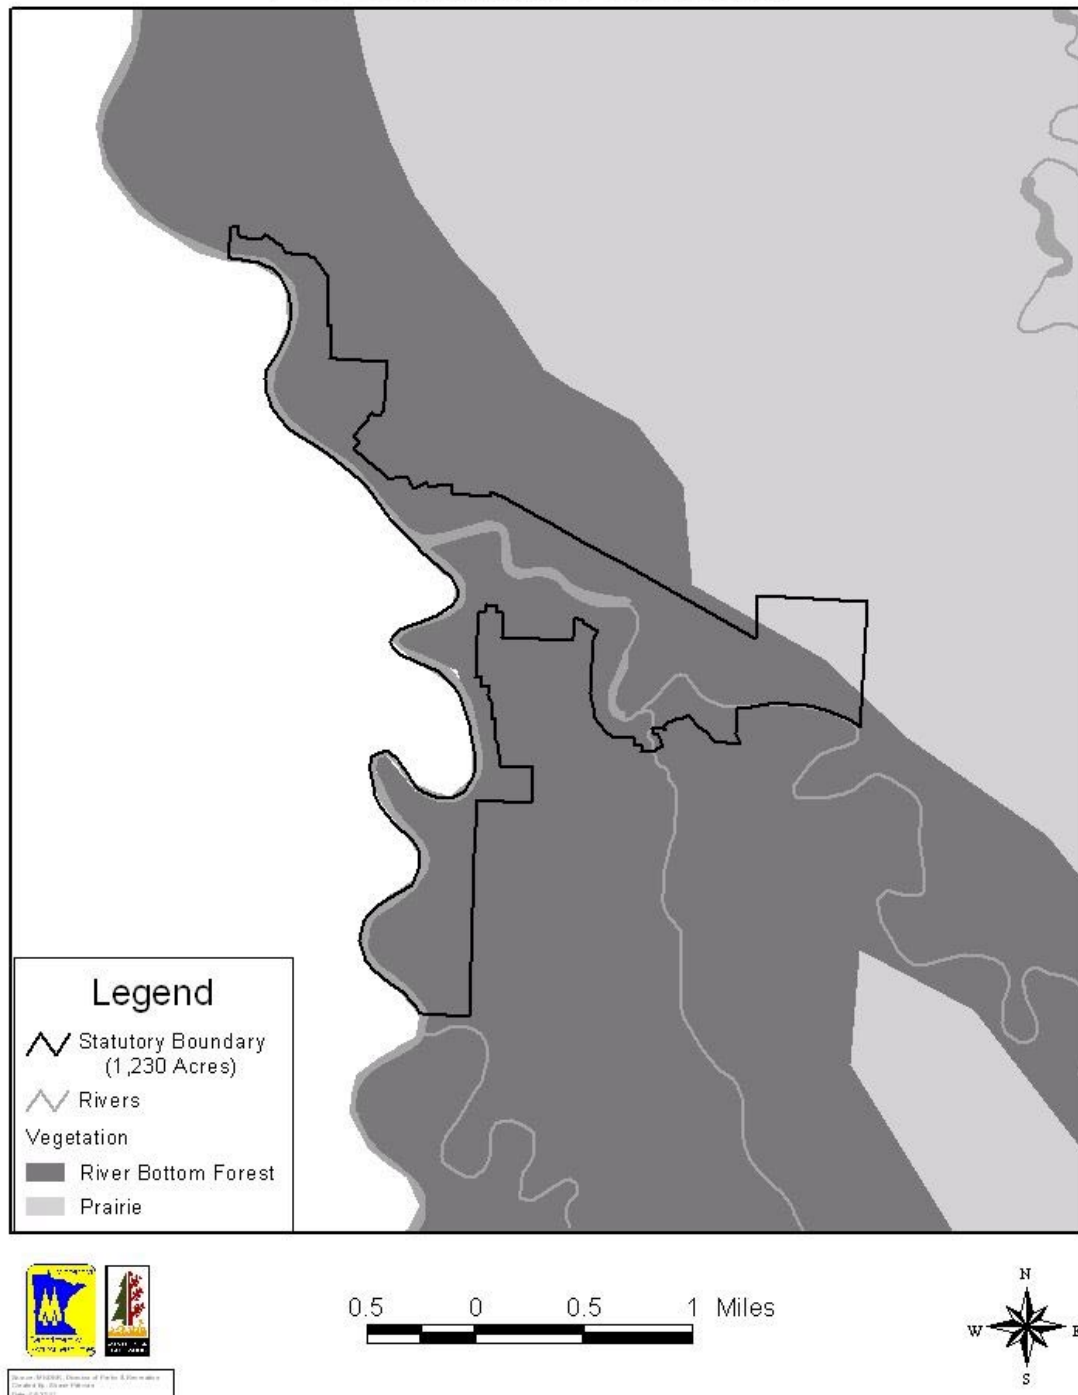 Legend
Statutory Boundary
(1,230 Acres)
Rivers
Vegetation
River Bottom Forest
Prairie
0.5 0 0.5 1 Miles
N
W E
S